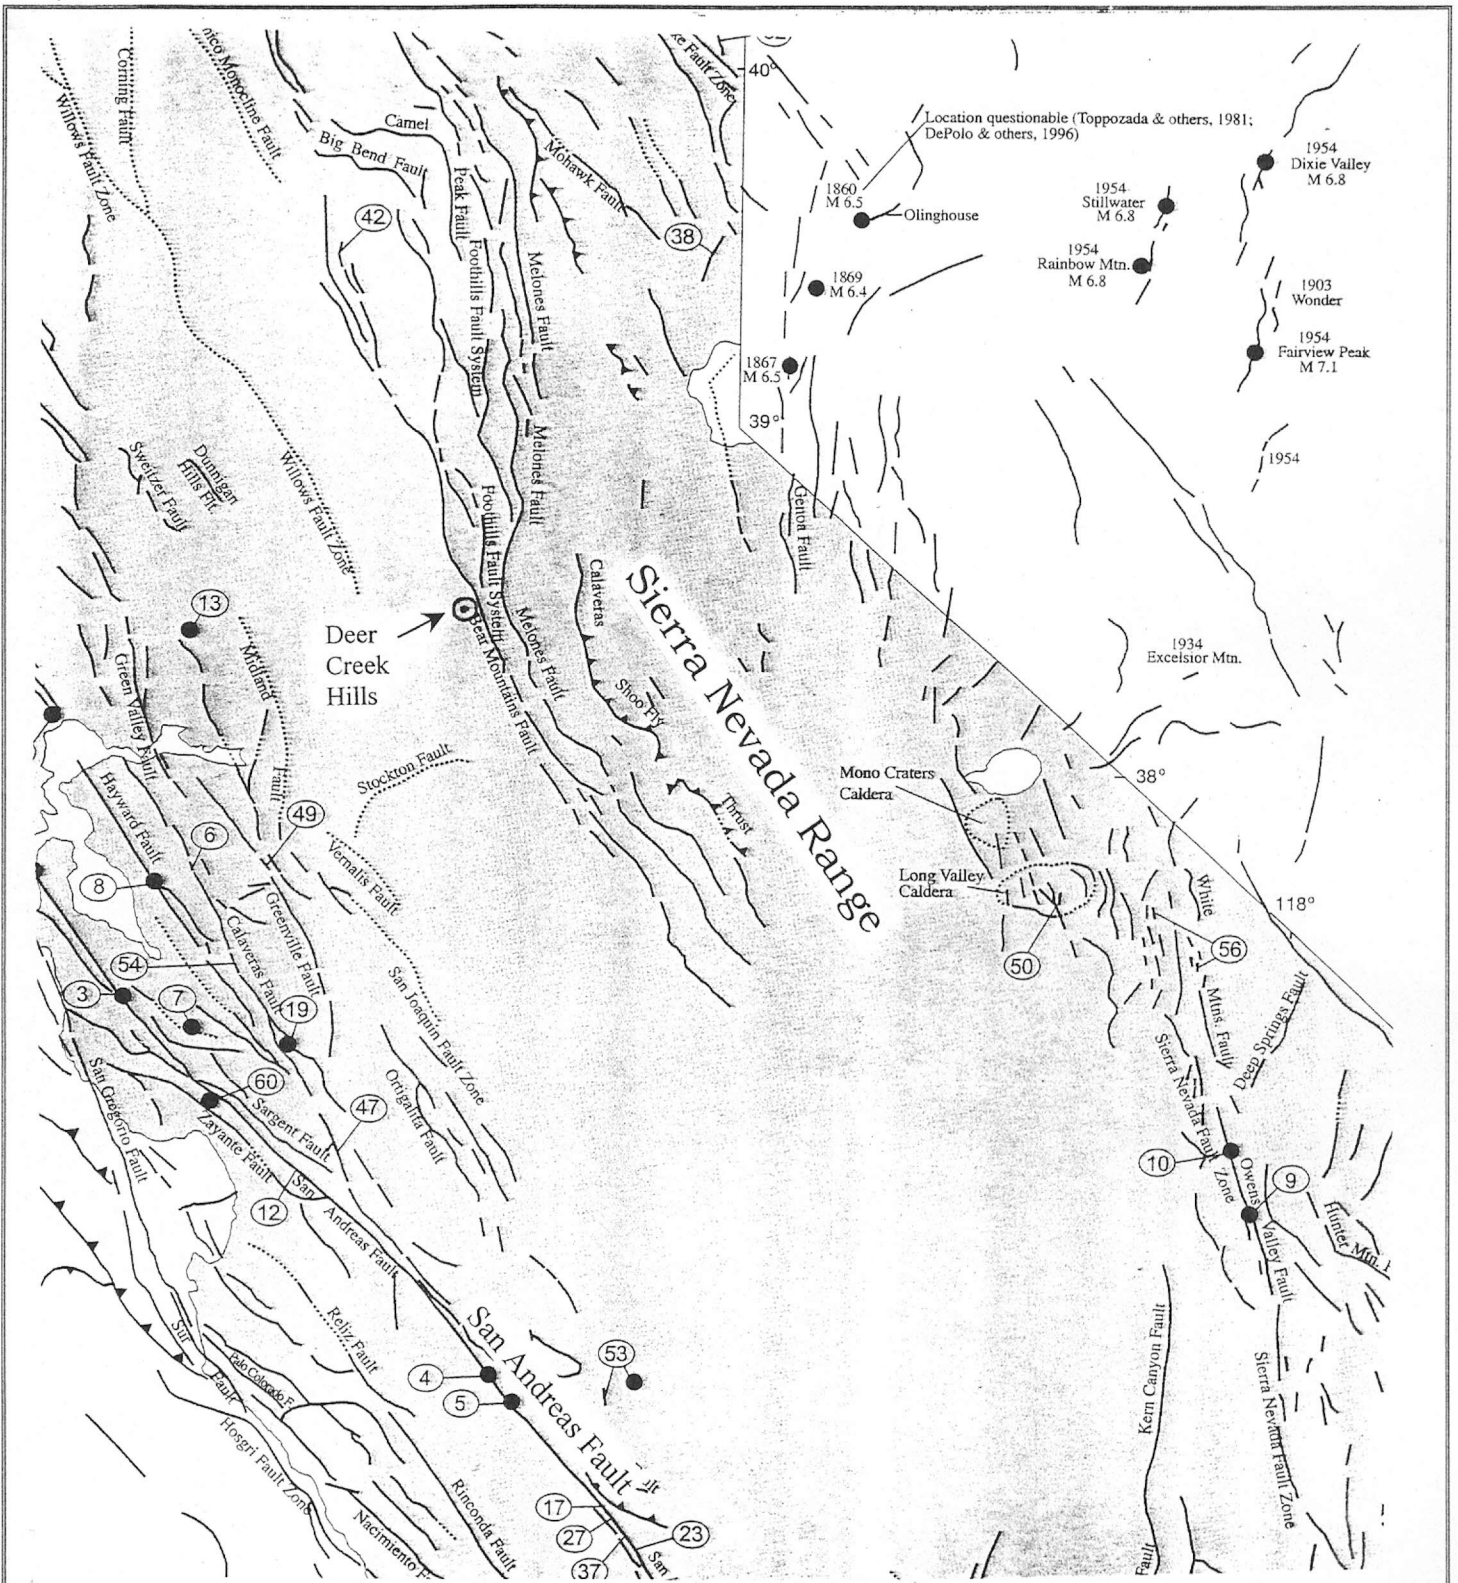 Willows Fault Zone
Corning Fault
Monocline Fault
Fault Zone
40°
Location questionable (Toppozada & others, 1981;
DePolo & others, 1996)
Camel
Peak Fault
Big Bend Fault
Mohawk Fault
1860
M 6.5
Olinghouse
1954
Stillwater
M 6.8
1954
Dixie Valley
M 6.8
42
38
Foothills Fault System
Melones Fault
1954
Rainbow Mtn.
M 6.8
1869
M 6.4
1903
Wonder
1954
Fairview Peak
M 7.1
1867
M 6.5
39°
Sweitzer Fault
Dunnigan
Hills Flt.
Willows Fault Zone
Melones Fault
1954
Genoa Fault
Foothills Fault System
Calaveras
Shoo Fly
Thrust
Sierra Nevada Range
13
Deer
Creek
Hills
Bear Mountains Fault
Melones Fault
Midland
Fault
Green Valley Fault
1934
Excelsior Mtn.
Stockton Fault
Mono Craters
Caldera
38°
Hayward Fault
6
49
Vernalis Fault
8
Long Valley
Caldera
White
Mtns. Fault
118°
Greenville Fault
Calaveras Fault
54
50
56
3
7
19
San Joaquin Fault Zone
Deep Springs Fault
Sierra Nevada Fault
Zone
San Gregorio Fault
60
Sargent Fault
Zayante Fault
47
Ortigalita Fault
10
Owens
Valley Fault
9
12
San
Andreas Fault
Hunter Mtn.
Reliz Fault
Sur
Fault
Palo Colorado F.
San Andreas Fault
4
5
53
Kern Canyon Fault
Sierra Nevada Fault Zone
Hosgri Fault Zone
Nacimiento
Rinconda Fault
17
27
37
23
San
Fault